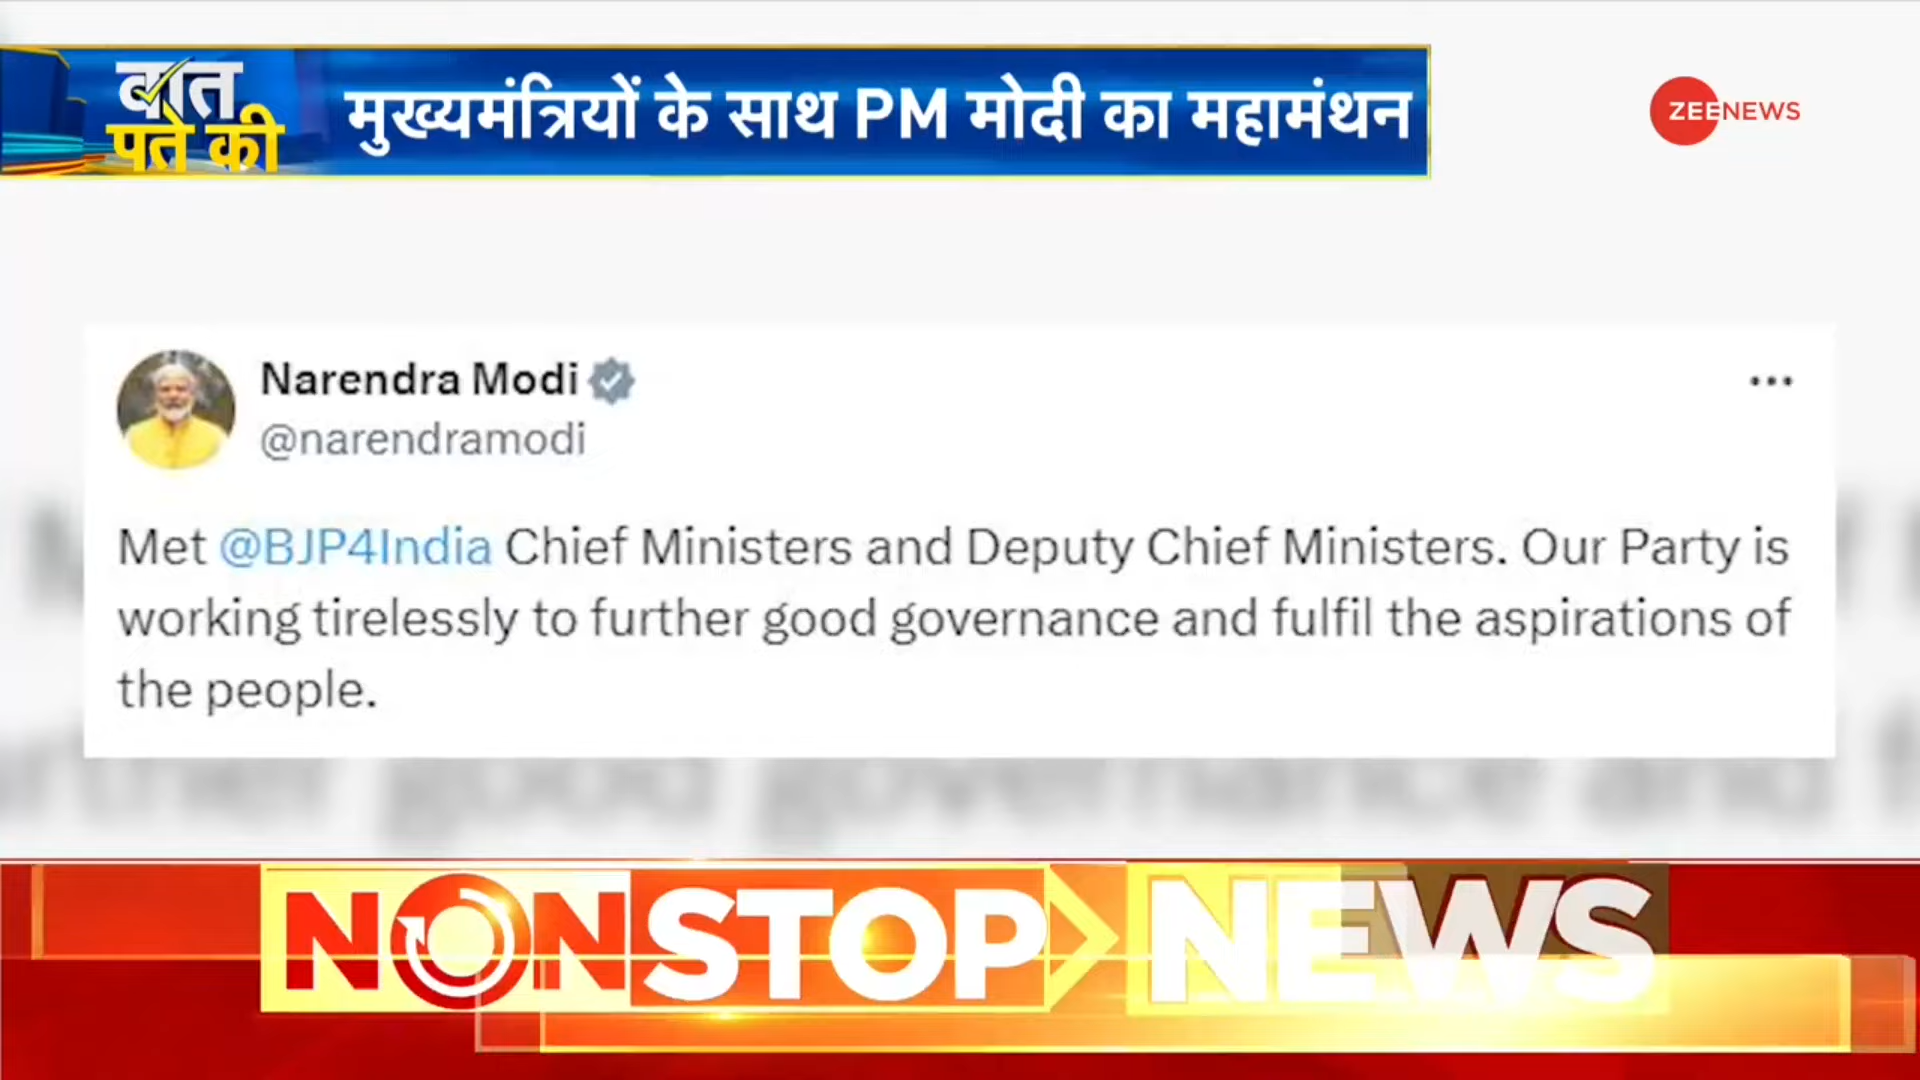 बात
पते की
मुख्यमंत्रियों के साथ PM मोदी का महामंथन
ZEENEWS
Narendra Modi
@narendramodi
Met @BJP4India Chief Ministers and Deputy Chief Ministers. Our Party is
working tirelessly to further good governance and fulfil the aspirations of
the people.
NONSTOP NEWS